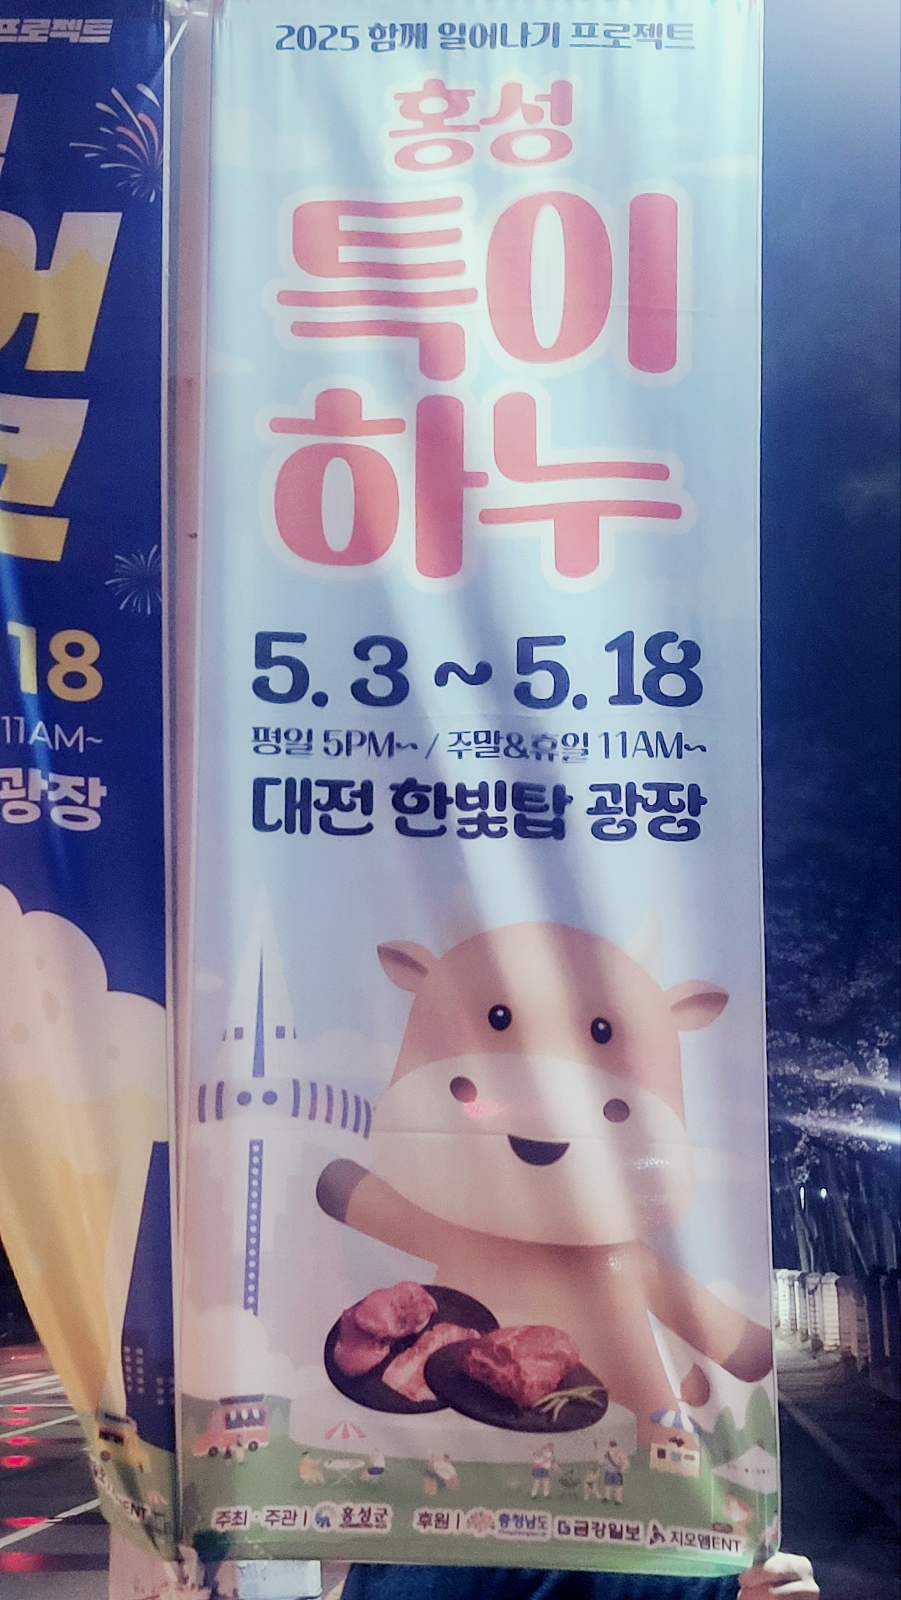 2025 함께 일어나기 프로젝트
홍성
특이
하누
5. 3 ~ 5. 18
평일 5PM~ / 주말&휴일 11AM~
대전 한빛탑 광장
주최 · 주관 | 홍성군 후원 | 충청남도 금강일보 지오엠ENT
프로젝트
어
18
11AM~
광장
ENT